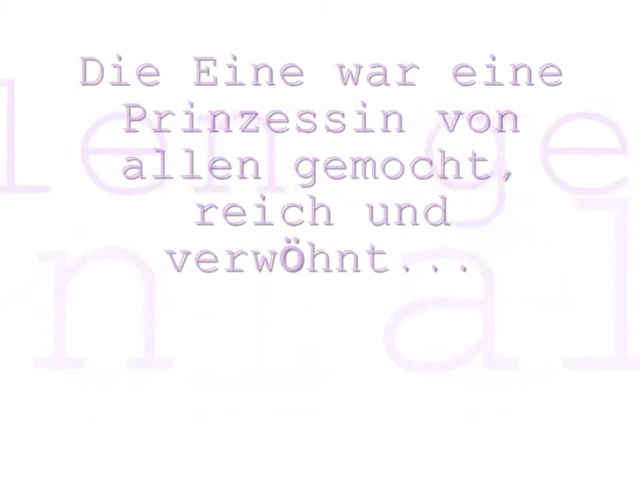 Die Eine war eine
Prinzessin von
allen gemocht,
reich und
verwÖhnt...